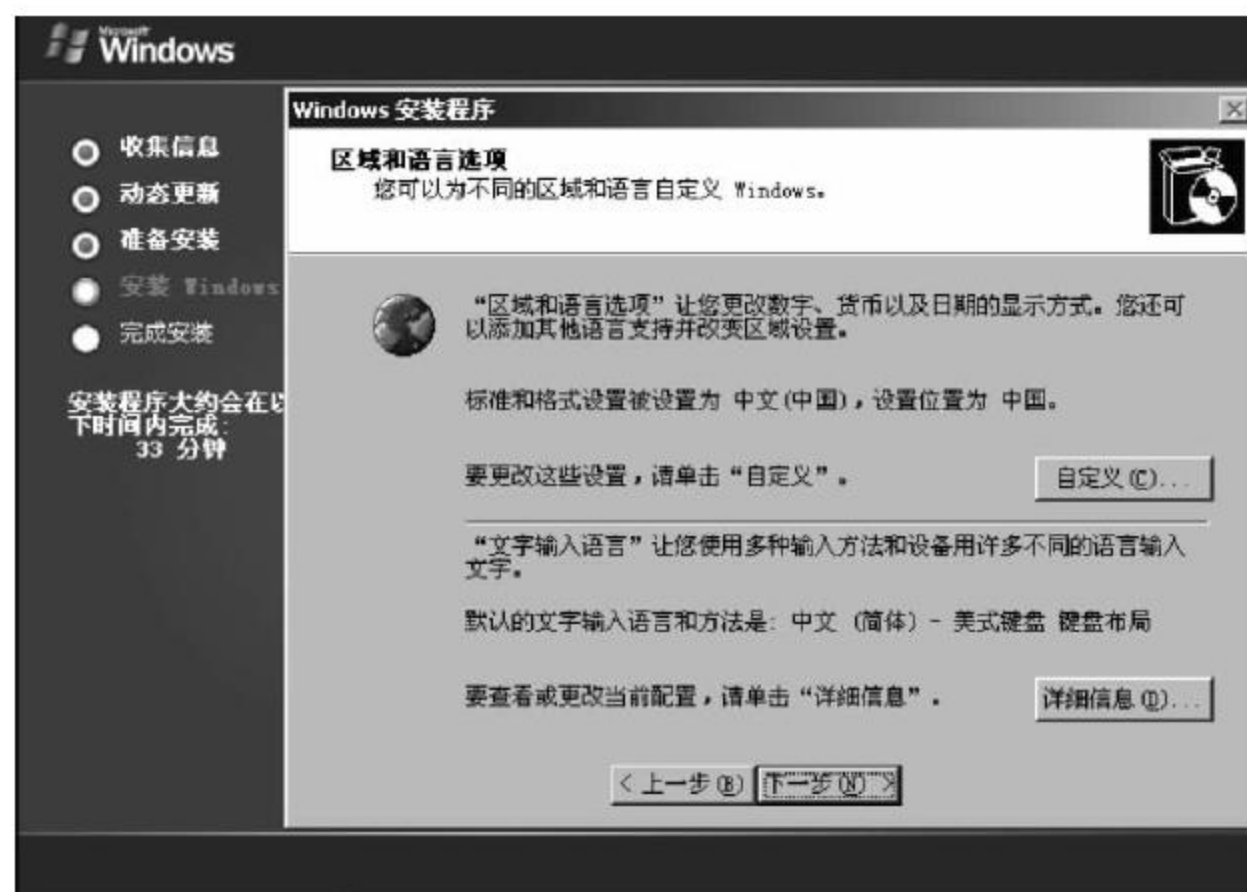 Microsoft
Windows
收集信息
动态更新
准备安装
安装 Windows
完成安装
安装程序大约会在以
下时间内完成:
33 分钟
Windows 安装程序
区域和语言选项
您可以为不同的区域和语言自定义 Windows。
“区域和语言选项”让您更改数字、货币以及日期的显示方式。您还可
以添加其他语言支持并改变区域设置。
标准和格式设置被设置为 中文(中国),设置位置为 中国。
要更改这些设置,请单击“自定义”。
自定义(C)...
“文字输入语言”让您使用多种输入方法和设备用许多不同的语言输入
文字。
默认的文字输入语言和方法是: 中文 (简体) - 美式键盘 键盘布局
要查看或更改当前配置,请单击“详细信息”.
详细信息(D)...
< 上一步(B) 下一步(N) >